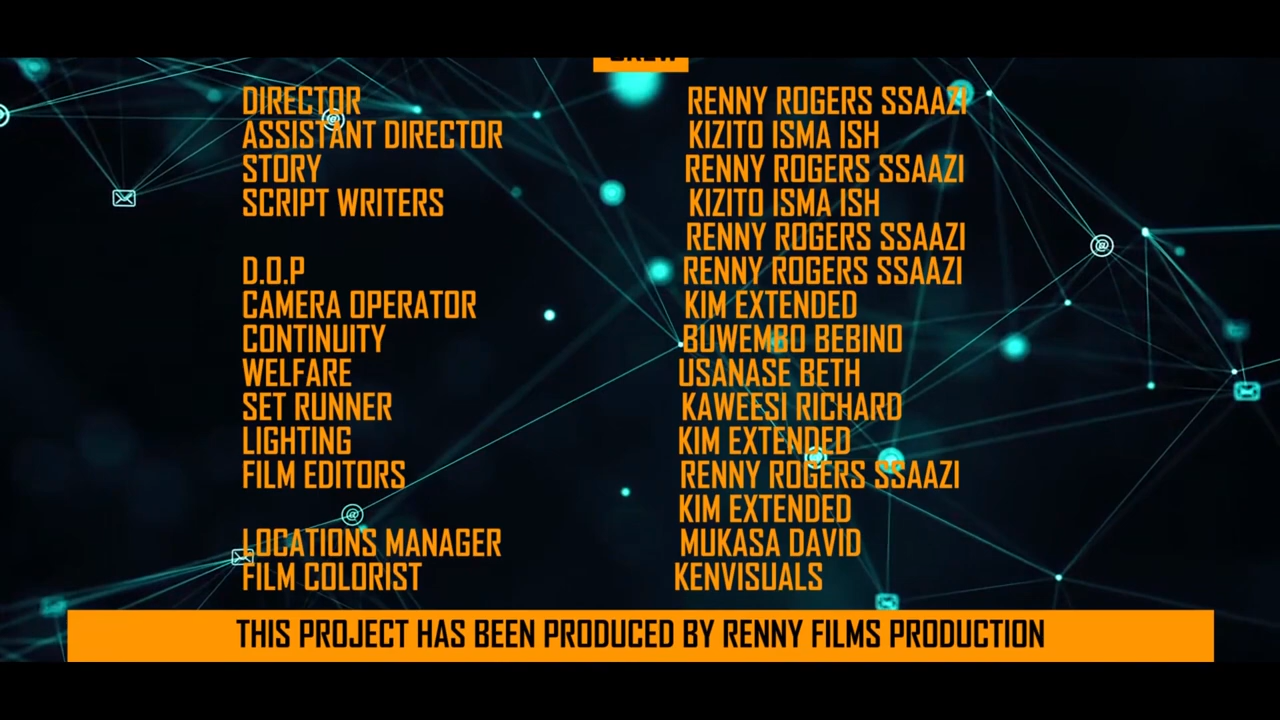 DIRECTOR RENNY ROGERS SSAAZI
ASSISTANT DIRECTOR KIZITO ISMA ISH
STORY RENNY ROGERS SSAAZI
SCRIPT WRITERS KIZITO ISMA ISH
RENNY ROGERS SSAAZI
D.O.P RENNY ROGERS SSAAZI
CAMERA OPERATOR KIM EXTENDED
CONTINUITY BUWEMBO BEBINO
WELFARE USANASE BETH
SET RUNNER KAWEESI RICHARD
LIGHTING KIM EXTENDED
FILM EDITORS RENNY ROGERS SSAAZI
KIM EXTENDED
LOCATIONS MANAGER MUKASA DAVID
FILM COLORIST KENVISUALS
THIS PROJECT HAS BEEN PRODUCED BY RENNY FILMS PRODUCTION